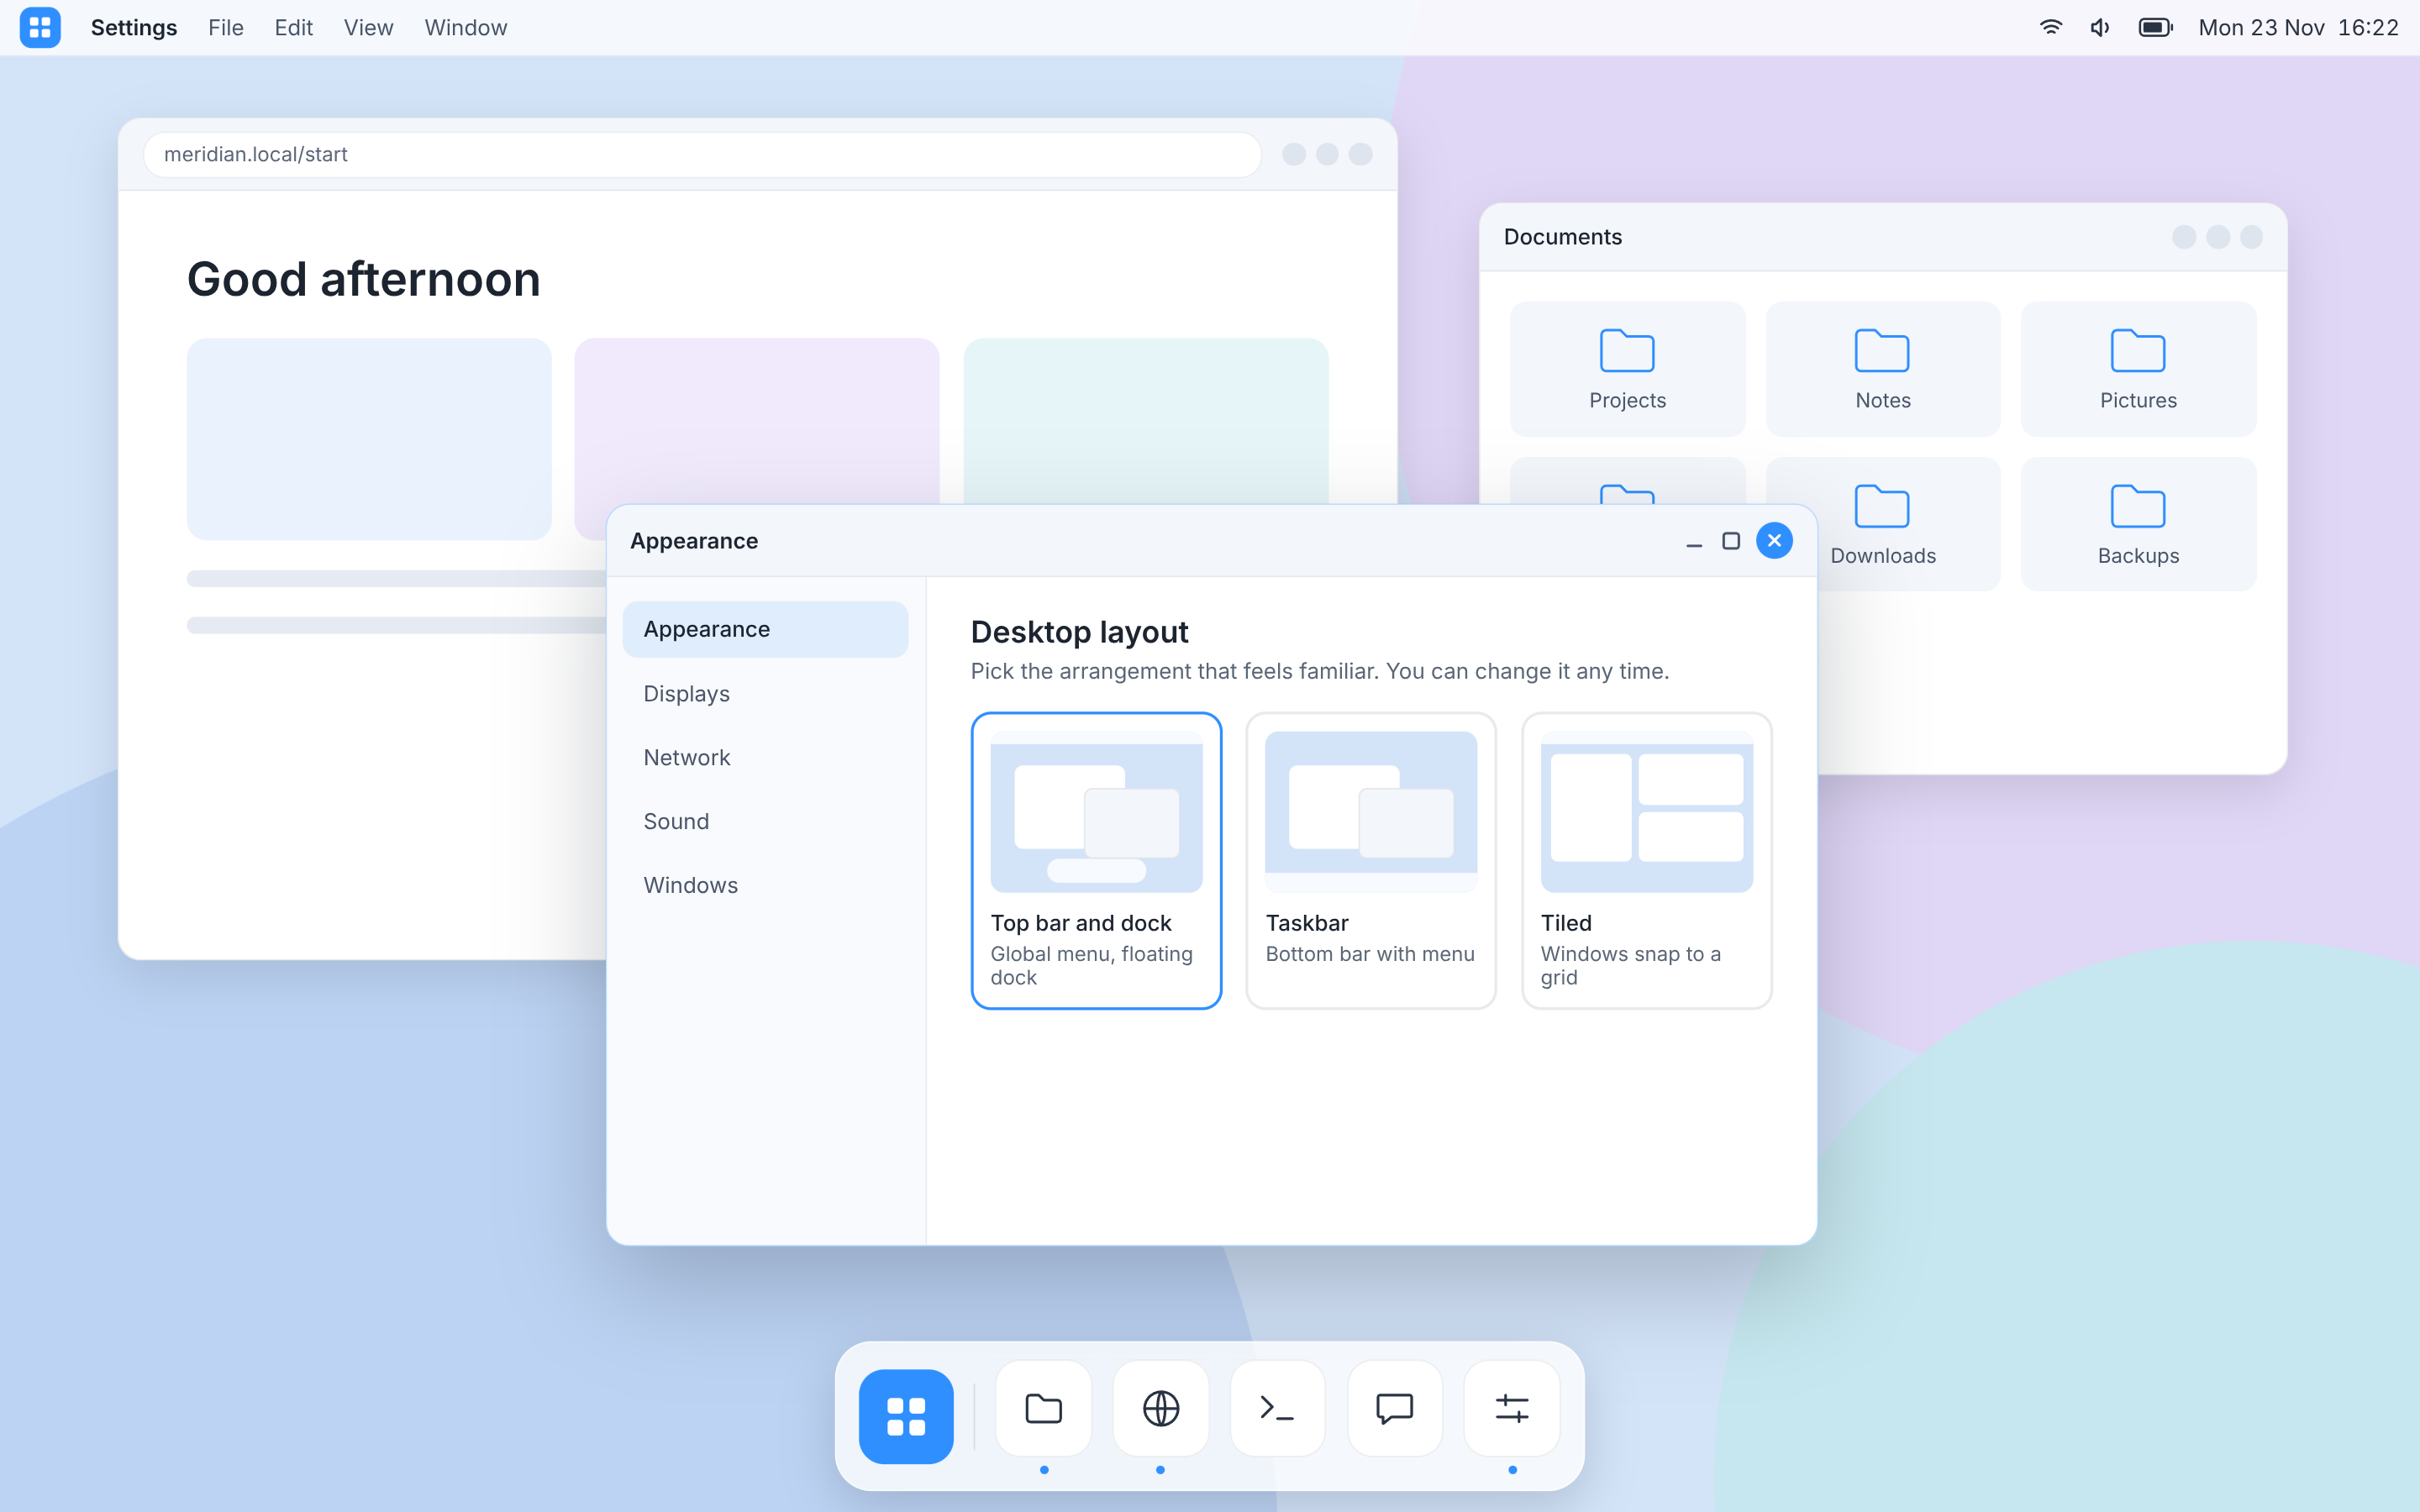 Settings File Edit View Window
Mon 23 Nov 16:22
meridian.local/start
Good afternoon
Documents
Projects
Notes
Pictures
Downloads
Backups
Appearance
Appearance
Displays
Network
Sound
Windows
Desktop layout
Pick the arrangement that feels familiar. You can change it any time.
Top bar and dock
Global menu, floating
dock
Taskbar
Bottom bar with menu
Tiled
Windows snap to a
grid